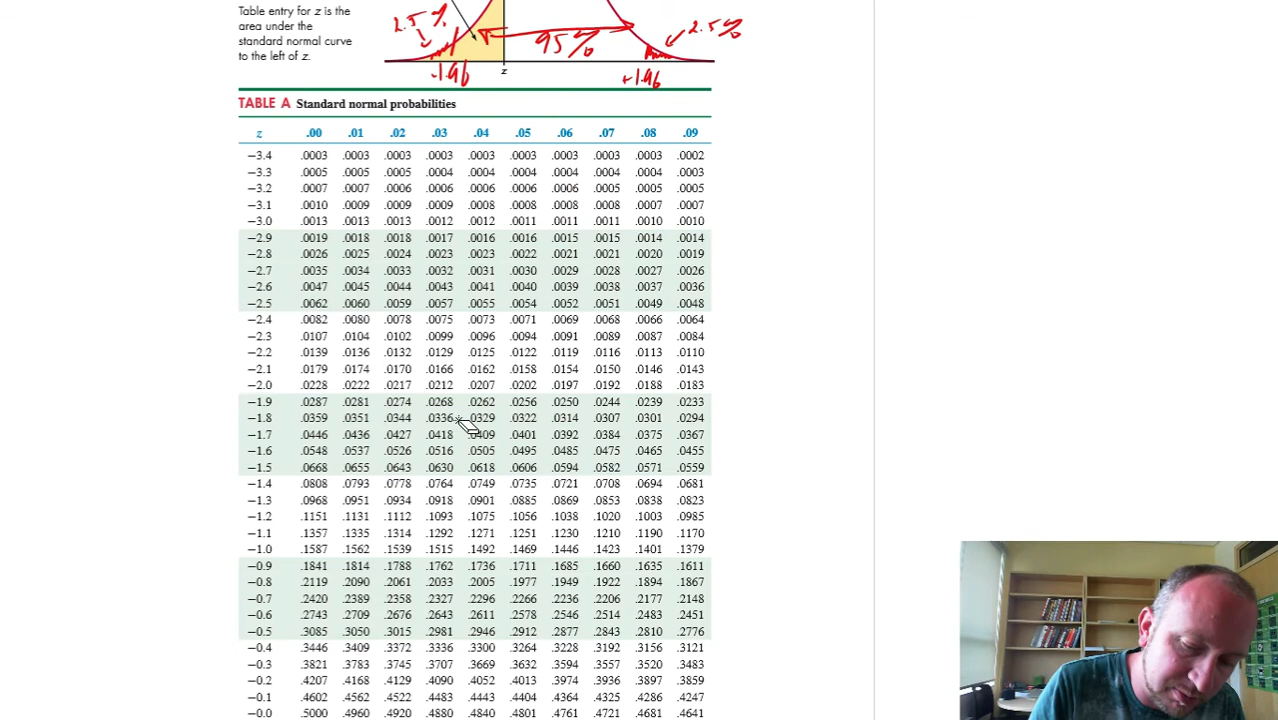 Table entry for z is the
area under the
standard normal curve
to the left of z.
2.5%
95%
2.5%
-1.96
+1.96
z
TABLE A Standard normal probabilities
z .00 .01 .02 .03 .04 .05 .06 .07 .08 .09
−3.4 .0003 .0003 .0003 .0003 .0003 .0003 .0003 .0003 .0003 .0002
−3.3 .0005 .0005 .0005 .0004 .0004 .0004 .0004 .0004 .0004 .0003
−3.2 .0007 .0007 .0006 .0006 .0006 .0006 .0006 .0005 .0005 .0005
−3.1 .0010 .0009 .0009 .0009 .0008 .0008 .0008 .0008 .0007 .0007
−3.0 .0013 .0013 .0013 .0012 .0012 .0011 .0011 .0011 .0010 .0010
−2.9 .0019 .0018 .0018 .0017 .0016 .0016 .0015 .0015 .0014 .0014
−2.8 .0026 .0025 .0024 .0023 .0023 .0022 .0021 .0021 .0020 .0019
−2.7 .0035 .0034 .0033 .0032 .0031 .0030 .0029 .0028 .0027 .0026
−2.6 .0047 .0045 .0044 .0043 .0041 .0040 .0039 .0038 .0037 .0036
−2.5 .0062 .0060 .0059 .0057 .0055 .0054 .0052 .0051 .0049 .0048
−2.4 .0082 .0080 .0078 .0075 .0073 .0071 .0069 .0068 .0066 .0064
−2.3 .0107 .0104 .0102 .0099 .0096 .0094 .0091 .0089 .0087 .0084
−2.2 .0139 .0136 .0132 .0129 .0125 .0122 .0119 .0116 .0113 .0110
−2.1 .0179 .0174 .0170 .0166 .0162 .0158 .0154 .0150 .0146 .0143
−2.0 .0228 .0222 .0217 .0212 .0207 .0202 .0197 .0192 .0188 .0183
−1.9 .0287 .0281 .0274 .0268 .0262 .0256 .0250 .0244 .0239 .0233
−1.8 .0359 .0351 .0344 .0336 .0329 .0322 .0314 .0307 .0301 .0294
−1.7 .0446 .0436 .0427 .0418 .0409 .0401 .0392 .0384 .0375 .0367
−1.6 .0548 .0537 .0526 .0516 .0505 .0495 .0485 .0475 .0465 .0455
−1.5 .0668 .0655 .0643 .0630 .0618 .0606 .0594 .0582 .0571 .0559
−1.4 .0808 .0793 .0778 .0764 .0749 .0735 .0721 .0708 .0694 .0681
−1.3 .0968 .0951 .0934 .0918 .0901 .0885 .0869 .0853 .0838 .0823
−1.2 .1151 .1131 .1112 .1093 .1075 .1056 .1038 .1020 .1003 .0985
−1.1 .1357 .1335 .1314 .1292 .1271 .1251 .1230 .1210 .1190 .1170
−1.0 .1587 .1562 .1539 .1515 .1492 .1469 .1446 .1423 .1401 .1379
−0.9 .1841 .1814 .1788 .1762 .1736 .1711 .1685 .1660 .1635 .1611
−0.8 .2119 .2090 .2061 .2033 .2005 .1977 .1949 .1922 .1894 .1867
−0.7 .2420 .2389 .2358 .2327 .2296 .2266 .2236 .2206 .2177 .2148
−0.6 .2743 .2709 .2676 .2643 .2611 .2578 .2546 .2514 .2483 .2451
−0.5 .3085 .3050 .3015 .2981 .2946 .2912 .2877 .2843 .2810 .2776
−0.4 .3446 .3409 .3372 .3336 .3300 .3264 .3228 .3192 .3156 .3121
−0.3 .3821 .3783 .3745 .3707 .3669 .3632 .3594 .3557 .3520 .3483
−0.2 .4207 .4168 .4129 .4090 .4052 .4013 .3974 .3936 .3897 .3859
−0.1 .4602 .4562 .4522 .4483 .4443 .4404 .4364 .4325 .4286 .4247
−0.0 .5000 .4960 .4920 .4880 .4840 .4801 .4761 .4721 .4681 .4641